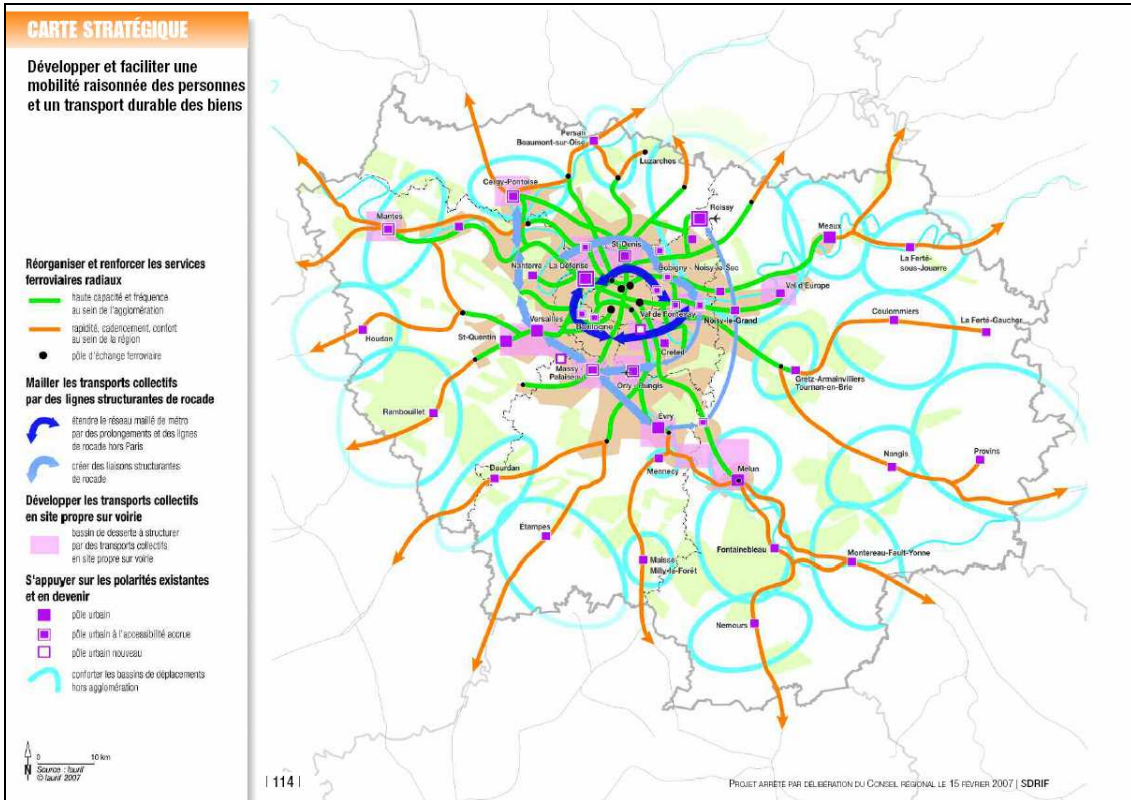 CARTE STRATÉGIQUE
Développer et faciliter une
mobilité raisonnée des personnes
et un transport durable des biens
Réorganiser et renforcer les services
ferroviaires radiaux
haute capacité et fréquence
au sein de l'agglomération
rapidité, cadencement, confort
au sein de la région
pôle d'échange ferroviaire
Mailler les transports collectifs
par des lignes structurantes de rocade
étendre le réseau maillé de métro
par des prolongements et des lignes
de rocade hors Paris
créer des liaisons structurantes
de rocade
Développer les transports collectifs
en site propre sur voirie
bassin de desserte à structurer
par des transports collectifs
en site propre sur voirie
S'appuyer sur les polarités existantes
et en devenir
pôle urbain
pôle urbain à l'accessibilité accrue
pôle urbain nouveau
conforter les bassins de déplacements
hors agglomération
N
0 10 km
Source : Iaurif
© Iaurif 2007
Persan
Beaumont-sur-Oise
Luzarches
Cergy-Pontoise
Roissy
Mantes
Meaux
St-Denis
La Ferté-
sous-Jouarre
Nanterre - La Défense
Bobigny - Noisy-le-Sec
Val d'Europe
Val de Fontenay
Noisy-le-Grand
Coulommiers
La Ferté-Gaucher
Versailles
Boulogne
St-Quentin
Houdan
Créteil
Massy
Palaiseau
Orly - Rungis
Gretz-Armainvilliers
Tournan-en-Brie
Rambouillet
Évry
Provins
Nangis
Dourdan
Mennecy
Melun
Étampes
Fontainebleau
Montereau-Fault-Yonne
Maisse
Milly-la-Forêt
Nemours
| 114 |
PROJET ARRÊTÉ PAR DÉLIBÉRATION DU CONSEIL RÉGIONAL LE 15 FÉVRIER 2007 | SDRIF